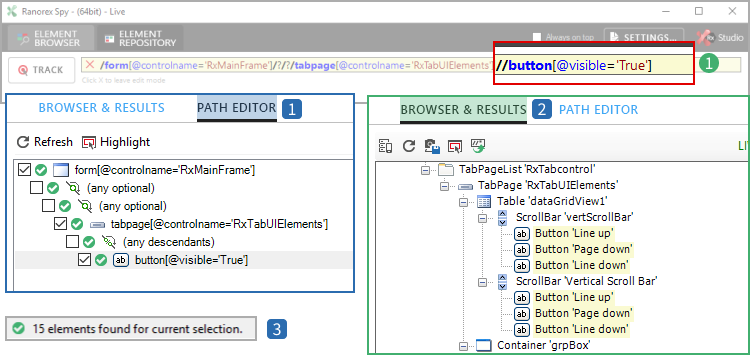 Ranorex Spy - (64bit) - Live
ELEMENT BROWSER
ELEMENT REPOSITORY
Always on top
SETTINGS...
Rx Studio
TRACK
/form[@controlname='RxMainFrame']/?/?/tabpage[@controlname='RxTabUIElements']
//button[@visible='True']
1
Click X to leave edit mode
BROWSER & RESULTS
PATH EDITOR
1
Refresh
Highlight
form[@controlname='RxMainFrame']
(any optional)
(any optional)
tabpage[@controlname='RxTabUIElements']
(any descendants)
ab button[@visible='True']
15 elements found for current selection.
3
BROWSER & RESULTS
2
PATH EDITOR
LI
TabPageList 'RxTabcontrol'
TabPage 'RxTabUIElements'
Table 'dataGridView1'
ScrollBar 'vertScrollBar'
ab Button 'Line up'
ab Button 'Page down'
ab Button 'Line down'
ScrollBar 'Vertical Scroll Bar'
ab Button 'Line up'
ab Button 'Page down'
ab Button 'Line down'
Container 'grpBox'